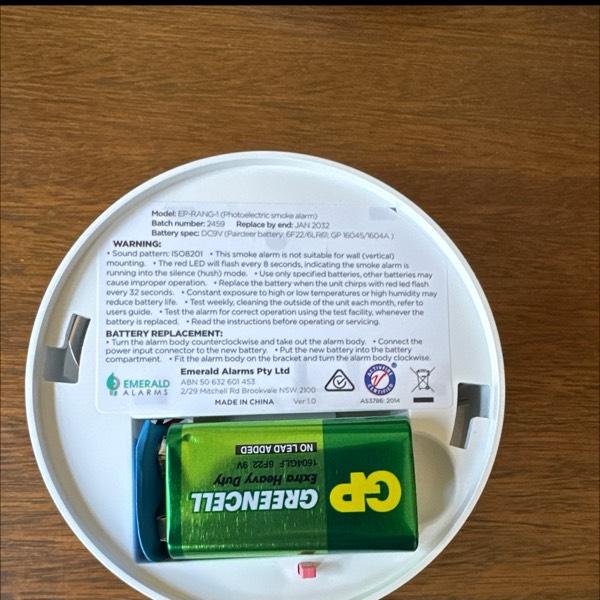 Model: EP-RANG-1 (Photoelectric smoke alarm)
Batch number: 2459 Replace by end: JAN 2032
Battery spec: DC9V (Pairdeer battery: 6F22/6LR61; GP 1604S/1604A )
WARNING:
• Sound pattern: ISO8201 • This smoke alarm is not suitable for wall (vertical)
mounting. • The red LED will flash every 8 seconds, indicating the smoke alarm is
running into the silence (hush) mode. • Use only specified batteries, other batteries may
cause improper operation. • Replace the battery when the unit chirps with red led flash
every 32 seconds. • Constant exposure to high or low temperatures or high humidity may
reduce battery life. • Test weekly, cleaning the outside of the unit each month, refer to
users guide. • Test the alarm for correct operation using the test facility, whenever the
battery is replaced. • Read the instructions before operating or servicing.
BATTERY REPLACEMENT:
• Turn the alarm body counterclockwise and take out the alarm body. • Connect the
power input connector to the new battery. • Put the new battery into the battery
compartment. • Fit the alarm body on the bracket and turn the alarm body clockwise.
EMERALD
ALARMS
Emerald Alarms Pty Ltd
ABN 50 632 601 453
2/29 Mitchell Rd Brookvale NSW, 2100
MADE IN CHINA Ver 1.0
AS3786: 2014
GP
GREENCELL
Extra Heavy Duty
1604GLF 6F22 9V
NO LEAD ADDED